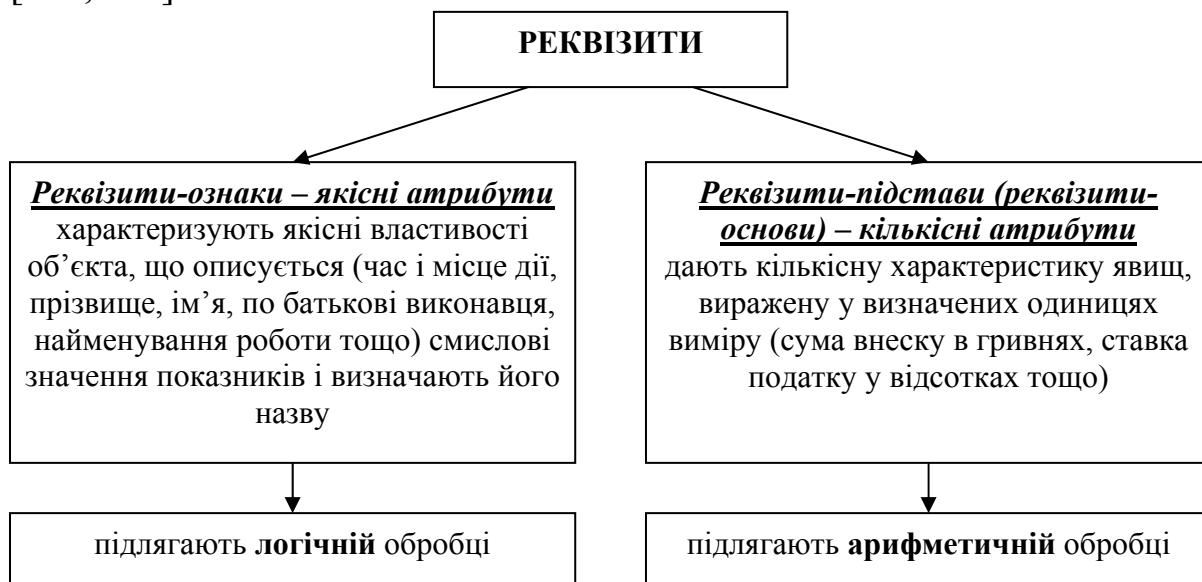 РЕКВІЗИТИ
Реквізити-ознаки – якісні атрибути
характеризують якісні властивості
об’єкта, що описується (час і місце дії,
прізвище, ім’я, по батькові виконавця,
найменування роботи тощо) смислові
значення показників і визначають його
назву
Реквізити-підстави (реквізити-
основи) – кількісні атрибути
дають кількісну характеристику явищ,
виражену у визначених одиницях
виміру (сума внеску в гривнях, ставка
податку у відсотках тощо)
підлягають логічній обробці
підлягають арифметичній обробці